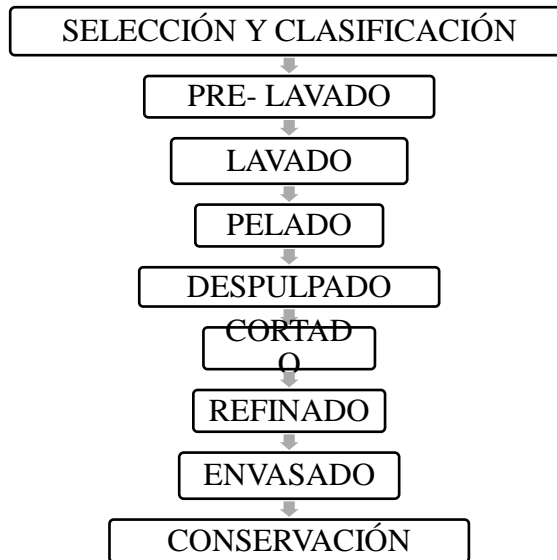 SELECCIÓN Y CLASIFICACIÓN
PRE- LAVADO
LAVADO
PELADO
DESPULPADO
CORTAD
O
REFINADO
ENVASADO
CONSERVACIÓN